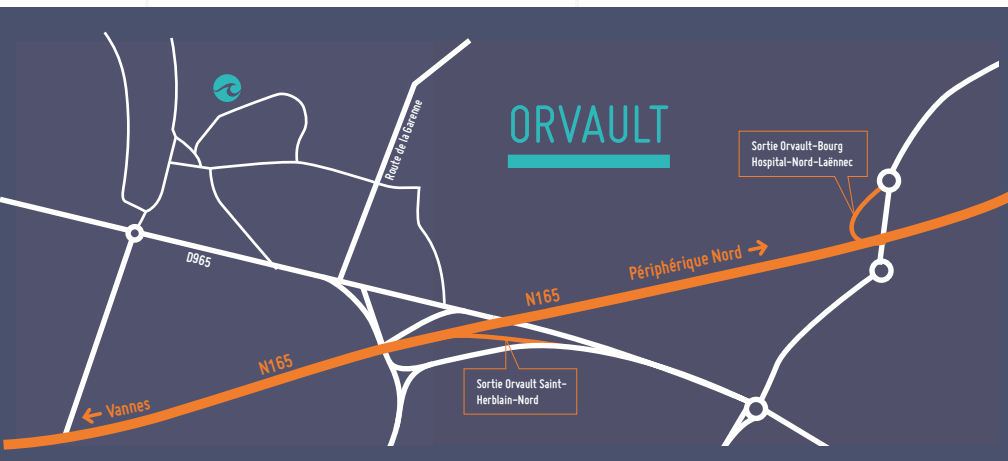 ORVAULT
Route de la Garenne
Sortie Orvault-Bourg
Hospital-Nord-Laënnec
D965
Périphérique Nord →
N165
N165
← Vannes
Sortie Orvault Saint-
Herblain-Nord